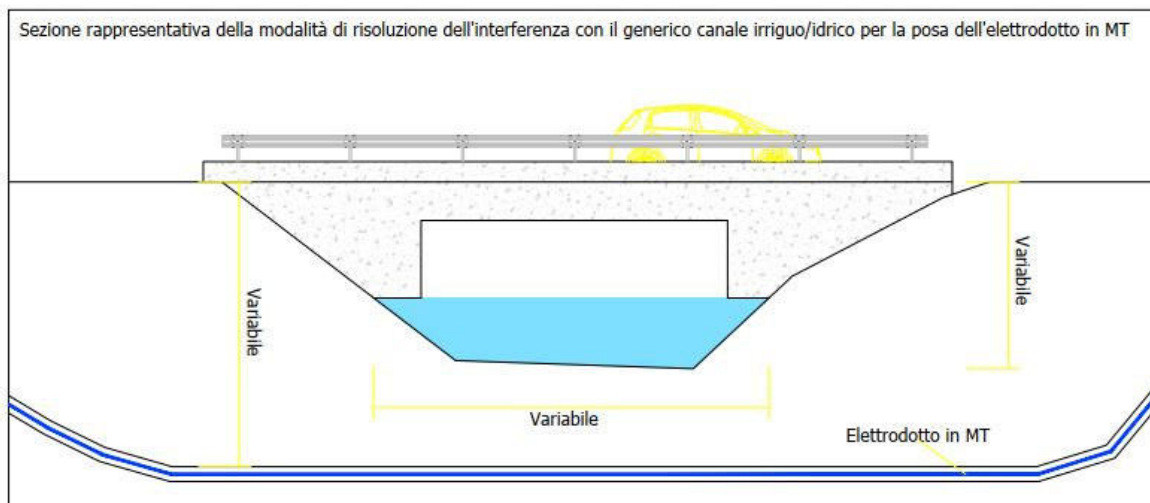 Sezione rappresentativa della modalità di risoluzione dell'interferenza con il generico canale irriguo/idrico per la posa dell'elettrodotto in MT
Variabile
Variabile
Variabile
Elettrodotto in MT